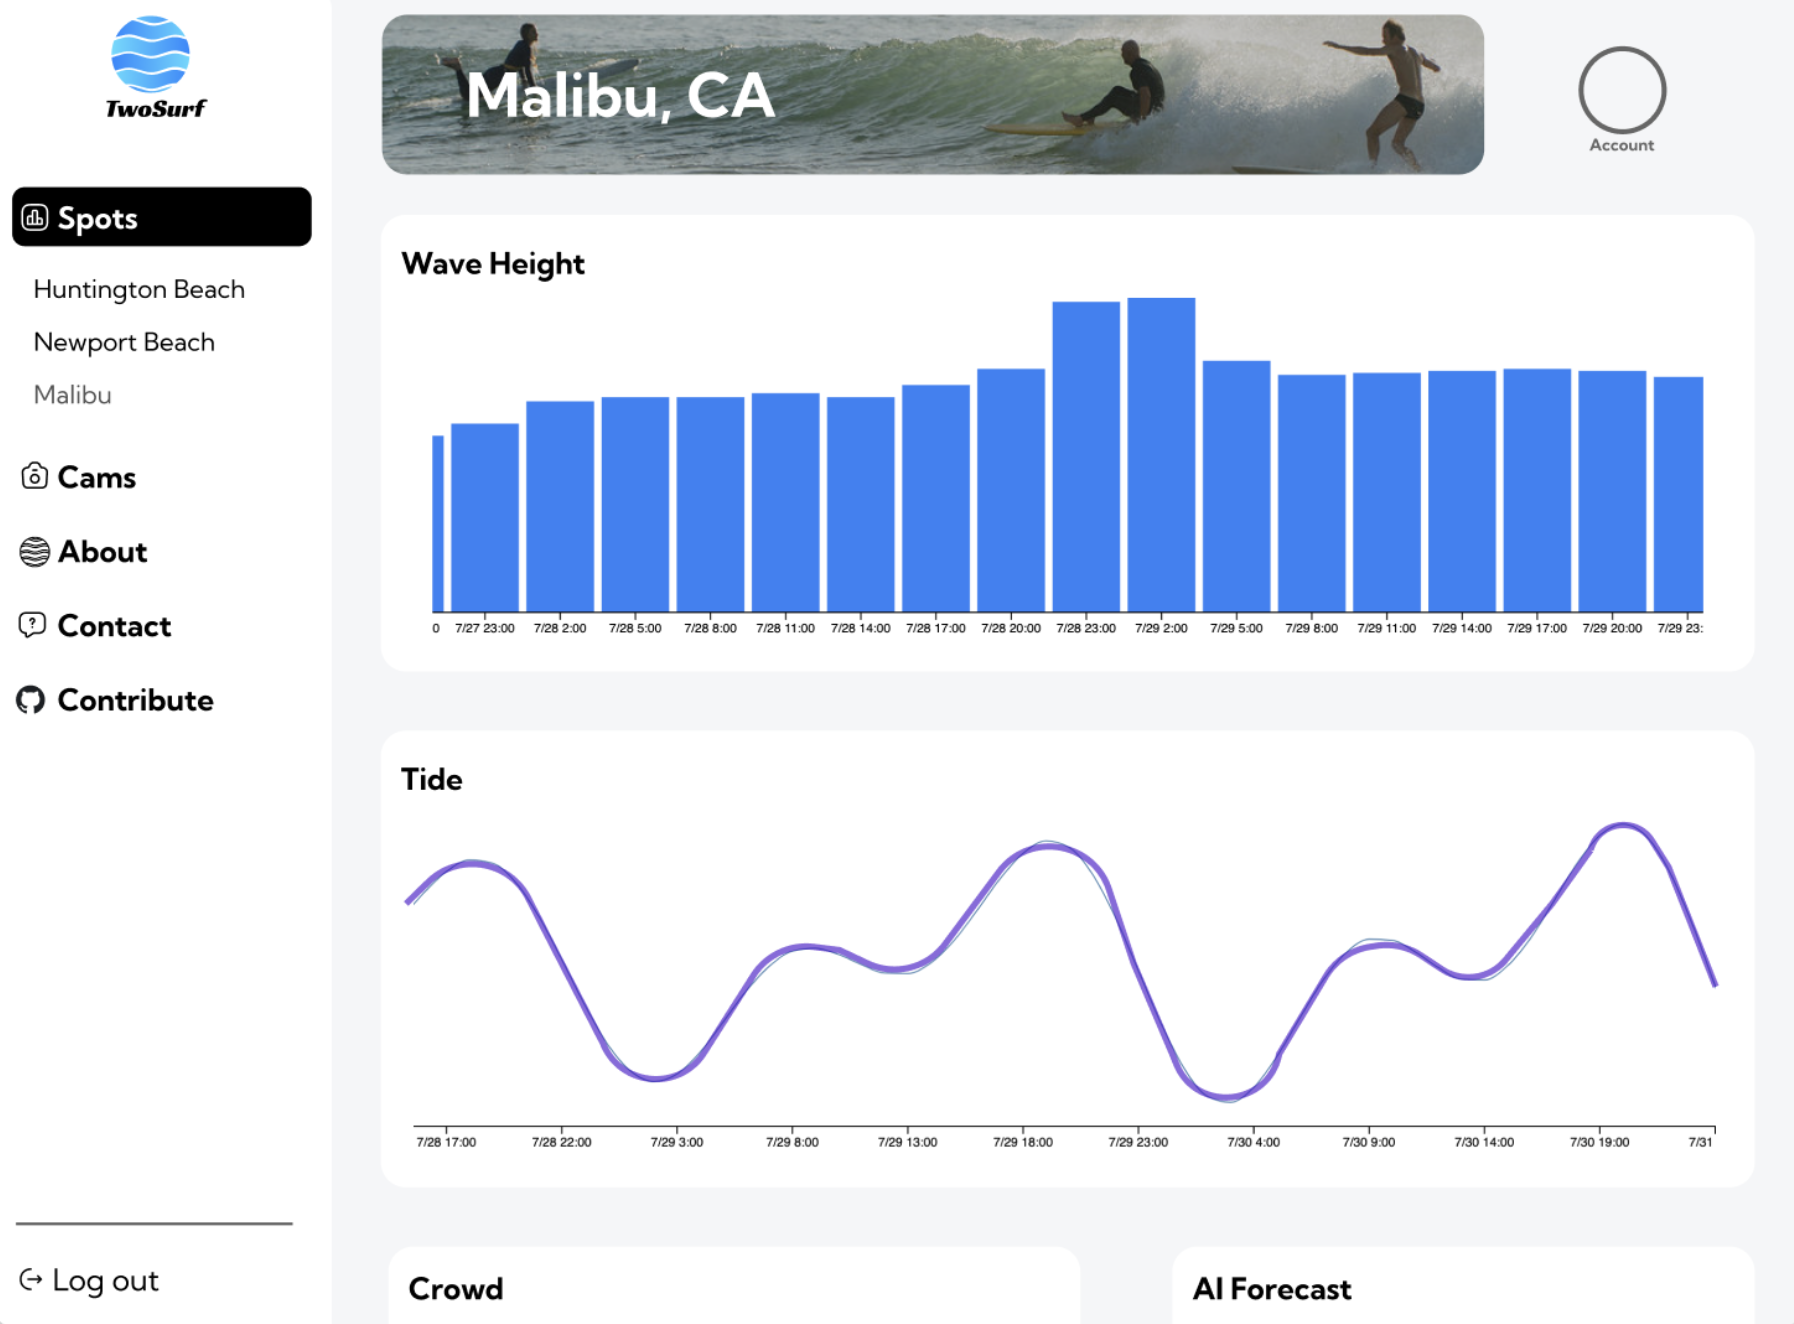 TwoSurf
Spots
Huntington Beach
Newport Beach
Malibu
Cams
About
Contact
Contribute
Log out
Malibu, CA
Account
Wave Height
0 7/27 23:00 7/28 2:00 7/28 5:00 7/28 8:00 7/28 11:00 7/28 14:00 7/28 17:00 7/28 20:00 7/28 23:00 7/29 2:00 7/29 5:00 7/29 8:00 7/29 11:00 7/29 14:00 7/29 17:00 7/29 20:00 7/29 23:
Tide
7/28 17:00 7/28 22:00 7/29 3:00 7/29 8:00 7/29 13:00 7/29 18:00 7/29 23:00 7/30 4:00 7/30 9:00 7/30 14:00 7/30 19:00 7/31
Crowd
AI Forecast